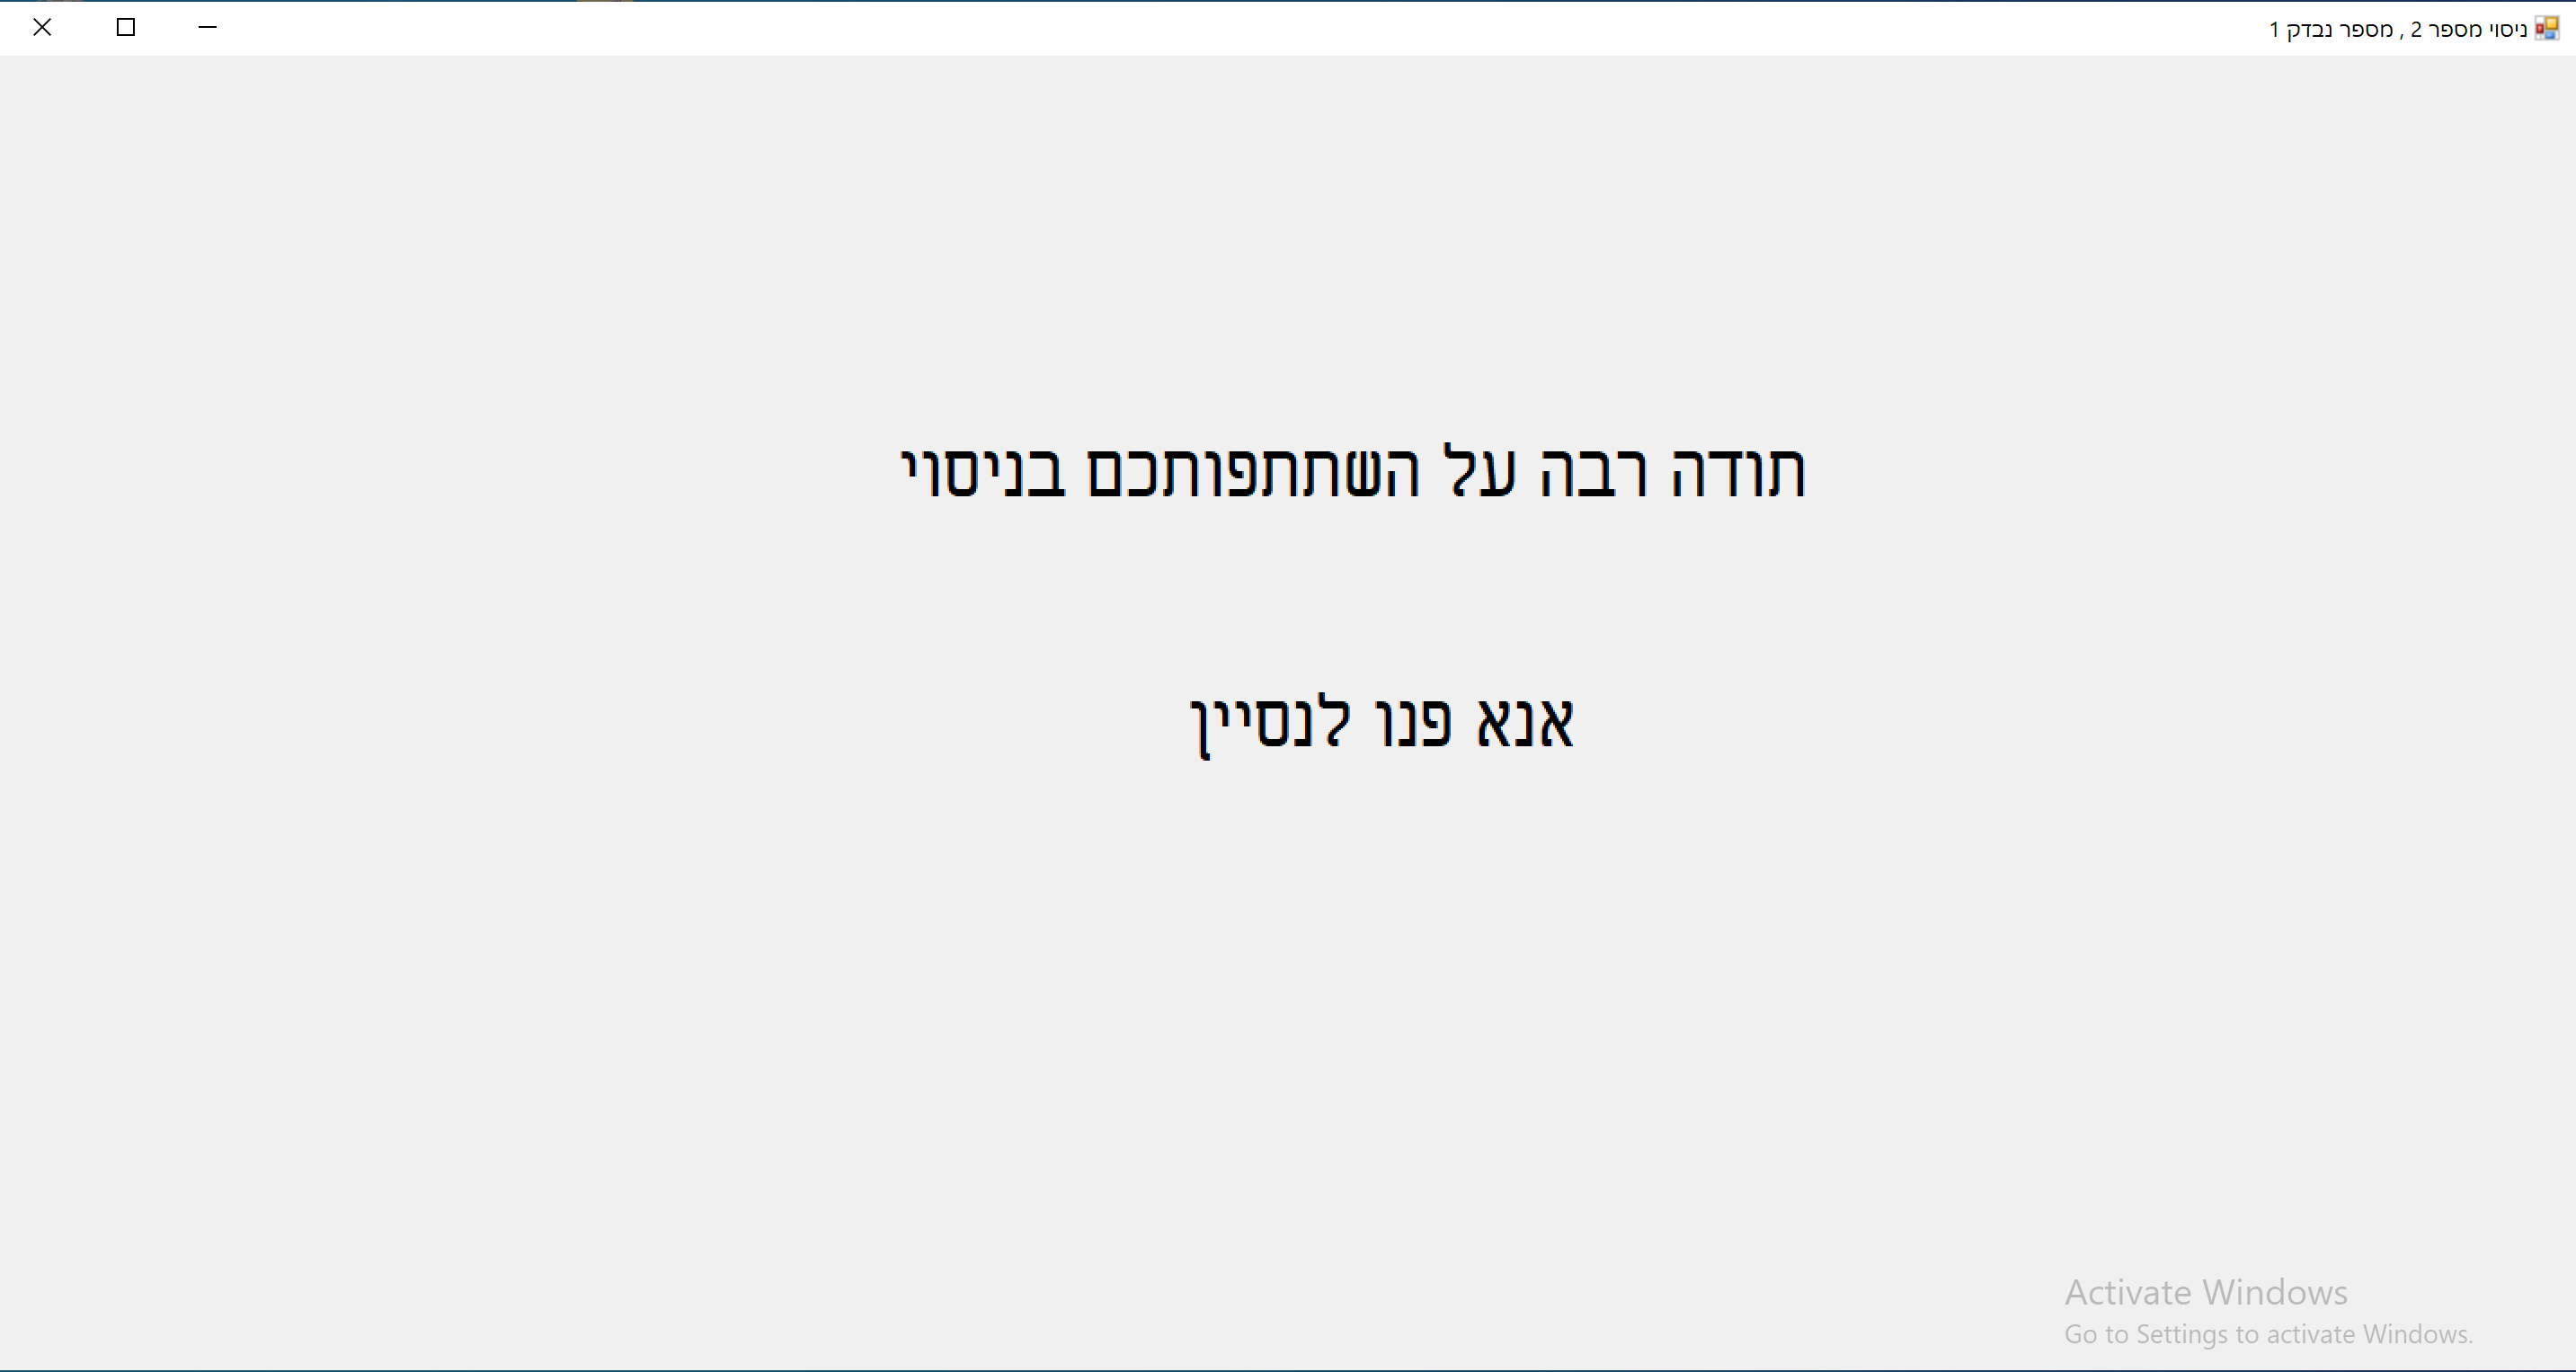 ניסוי מספר 2 , מספר נבדק 1
תודה רבה על השתתפותכם בניסוי
אנא פנו לנסיין
Activate Windows
Go to Settings to activate Windows.